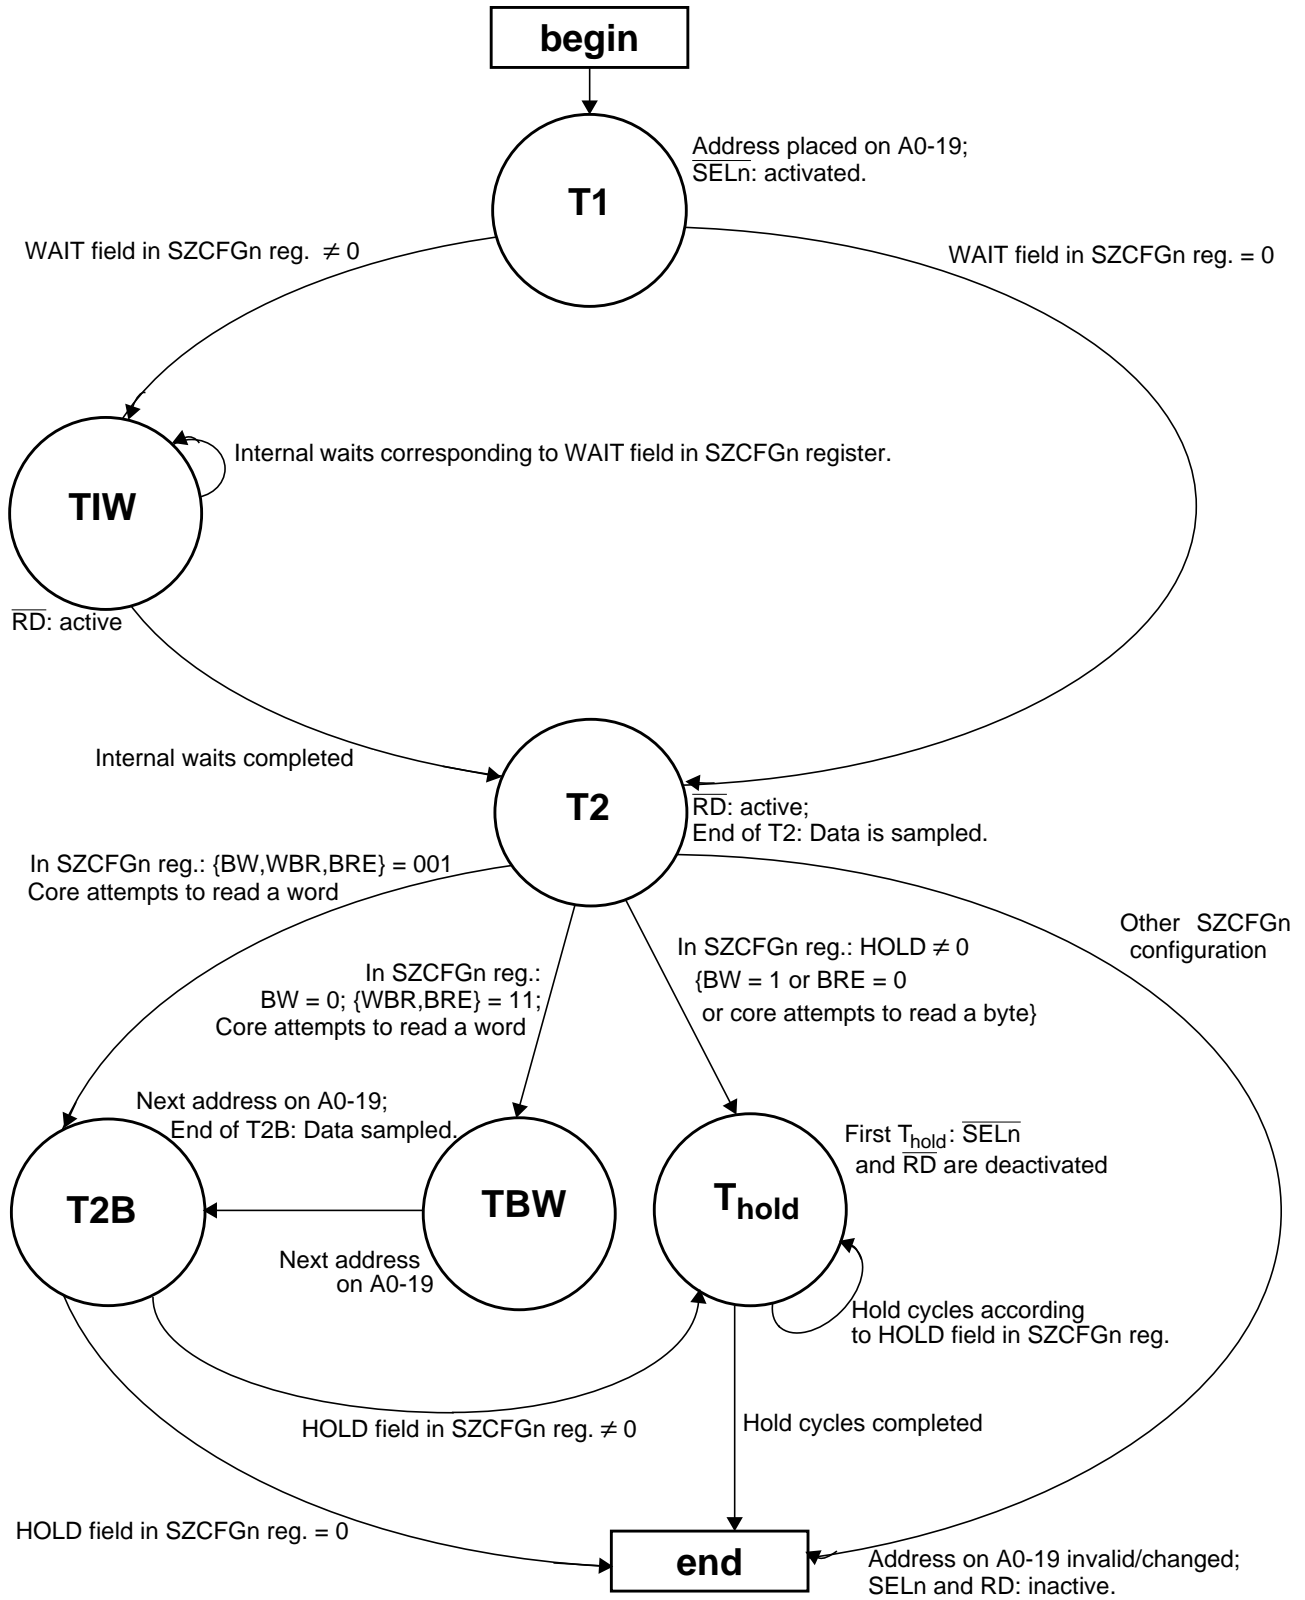 begin
T1
Address placed on A0-19;
SELn: activated.
WAIT field in SZCFGn reg. ≠ 0
WAIT field in SZCFGn reg. = 0
TIW
Internal waits corresponding to WAIT field in SZCFGn register.
RD: active
Internal waits completed
T2
RD: active;
End of T2: Data is sampled.
In SZCFGn reg.: {BW,WBR,BRE} = 001
Core attempts to read a word
In SZCFGn reg.:
BW = 0; {WBR,BRE} = 11;
Core attempts to read a word
In SZCFGn reg.: HOLD ≠ 0
{BW = 1 or BRE = 0
or core attempts to read a byte}
Other SZCFGn
configuration
Next address on A0-19;
End of T2B: Data sampled.
T2B
TBW
Thold
First Thold: SELn
and RD are deactivated
Next address
on A0-19
Hold cycles according
to HOLD field in SZCFGn reg.
HOLD field in SZCFGn reg. ≠ 0
Hold cycles completed
HOLD field in SZCFGn reg. = 0
end
Address on A0-19 invalid/changed;
SELn and RD: inactive.